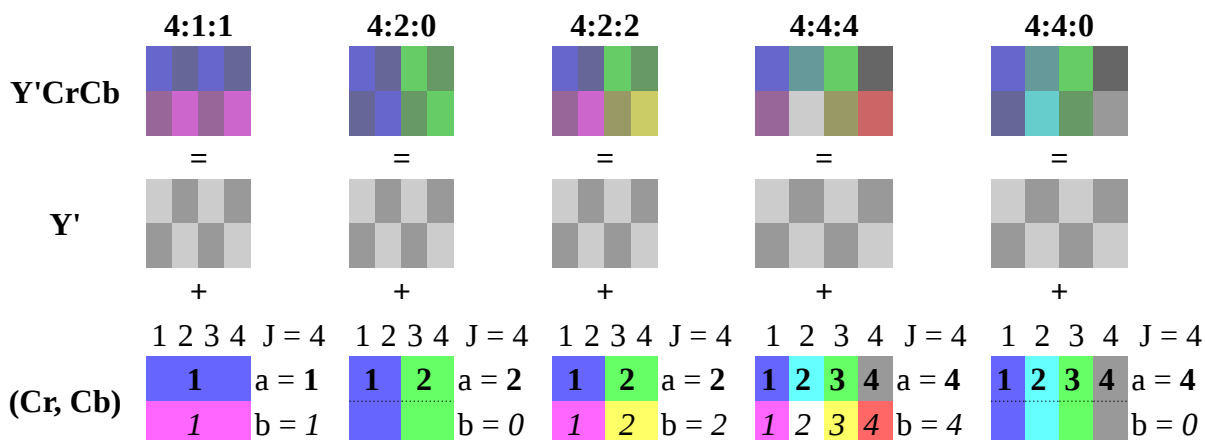 4:1:1 4:2:0 4:2:2 4:4:4 4:4:0
Y'CrCb
= = = = =
Y'
+ + + + +
1 2 3 4 J = 4 1 2 3 4 J = 4 1 2 3 4 J = 4 1 2 3 4 J = 4 1 2 3 4 J = 4
(Cr, Cb)
1 a = 1 1 2 a = 2 1 2 a = 2 1 2 3 4 a = 4 1 2 3 4 a = 4
1 b = 1 b = 0 1 2 b = 2 1 2 3 4 b = 4 b = 0